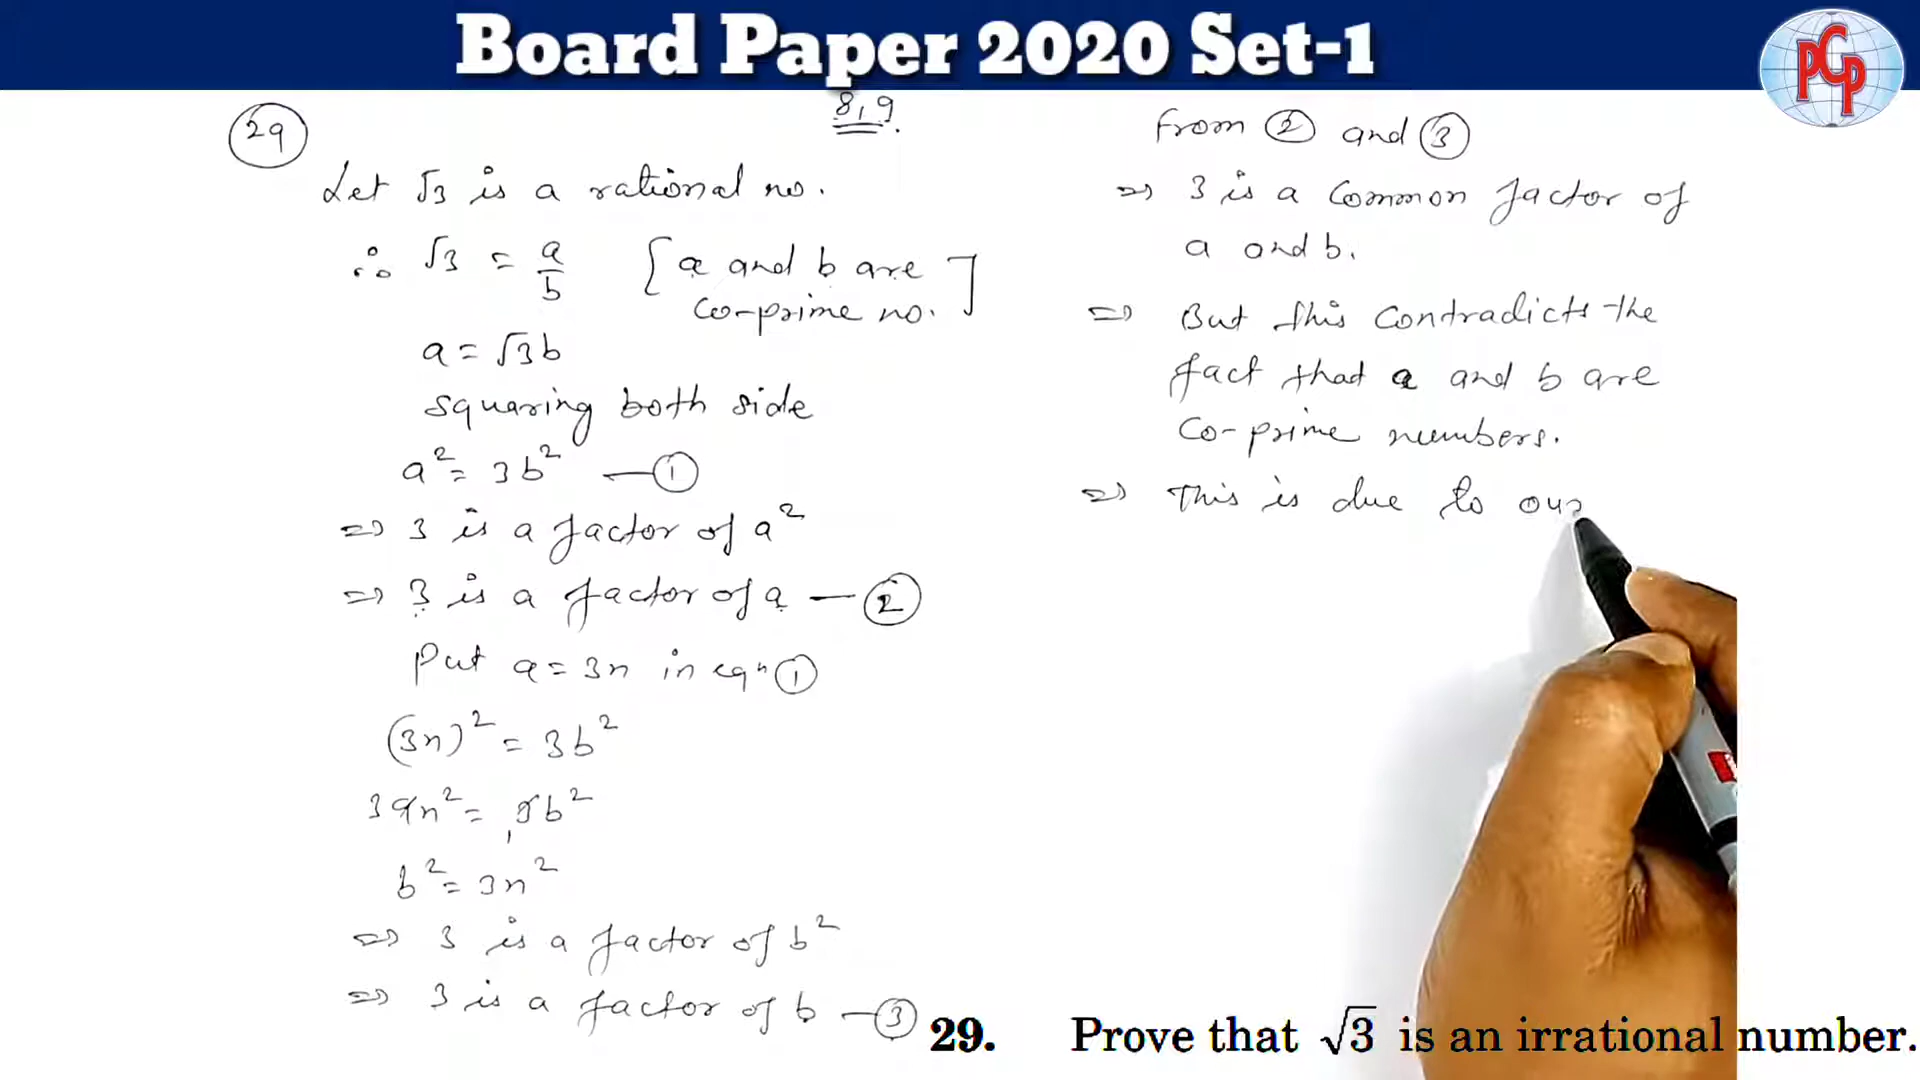 Board Paper 2020 Set-1
PCP
29
8,9.
Let √3 is a rational no.
∴ √3 = a/b [a and b are co-prime no.]
a = √3b
squaring both side
a² = 3b² — ①
⇒ 3 is a factor of a²
⇒ 3 is a factor of a — ②
Put a = 3n in eqⁿ ①
(3n)² = 3b²
3 9n² = 3b²
b² = 3n²
⇒ 3 is a factor of b²
⇒ 3 is a factor of b — ③
From ② and ③
⇒ 3 is a common factor of
a and b.
⇒ But this contradicts the
fact that a and b are
co-prime numbers.
⇒ This is due to our
29. Prove that √3 is an irrational number.